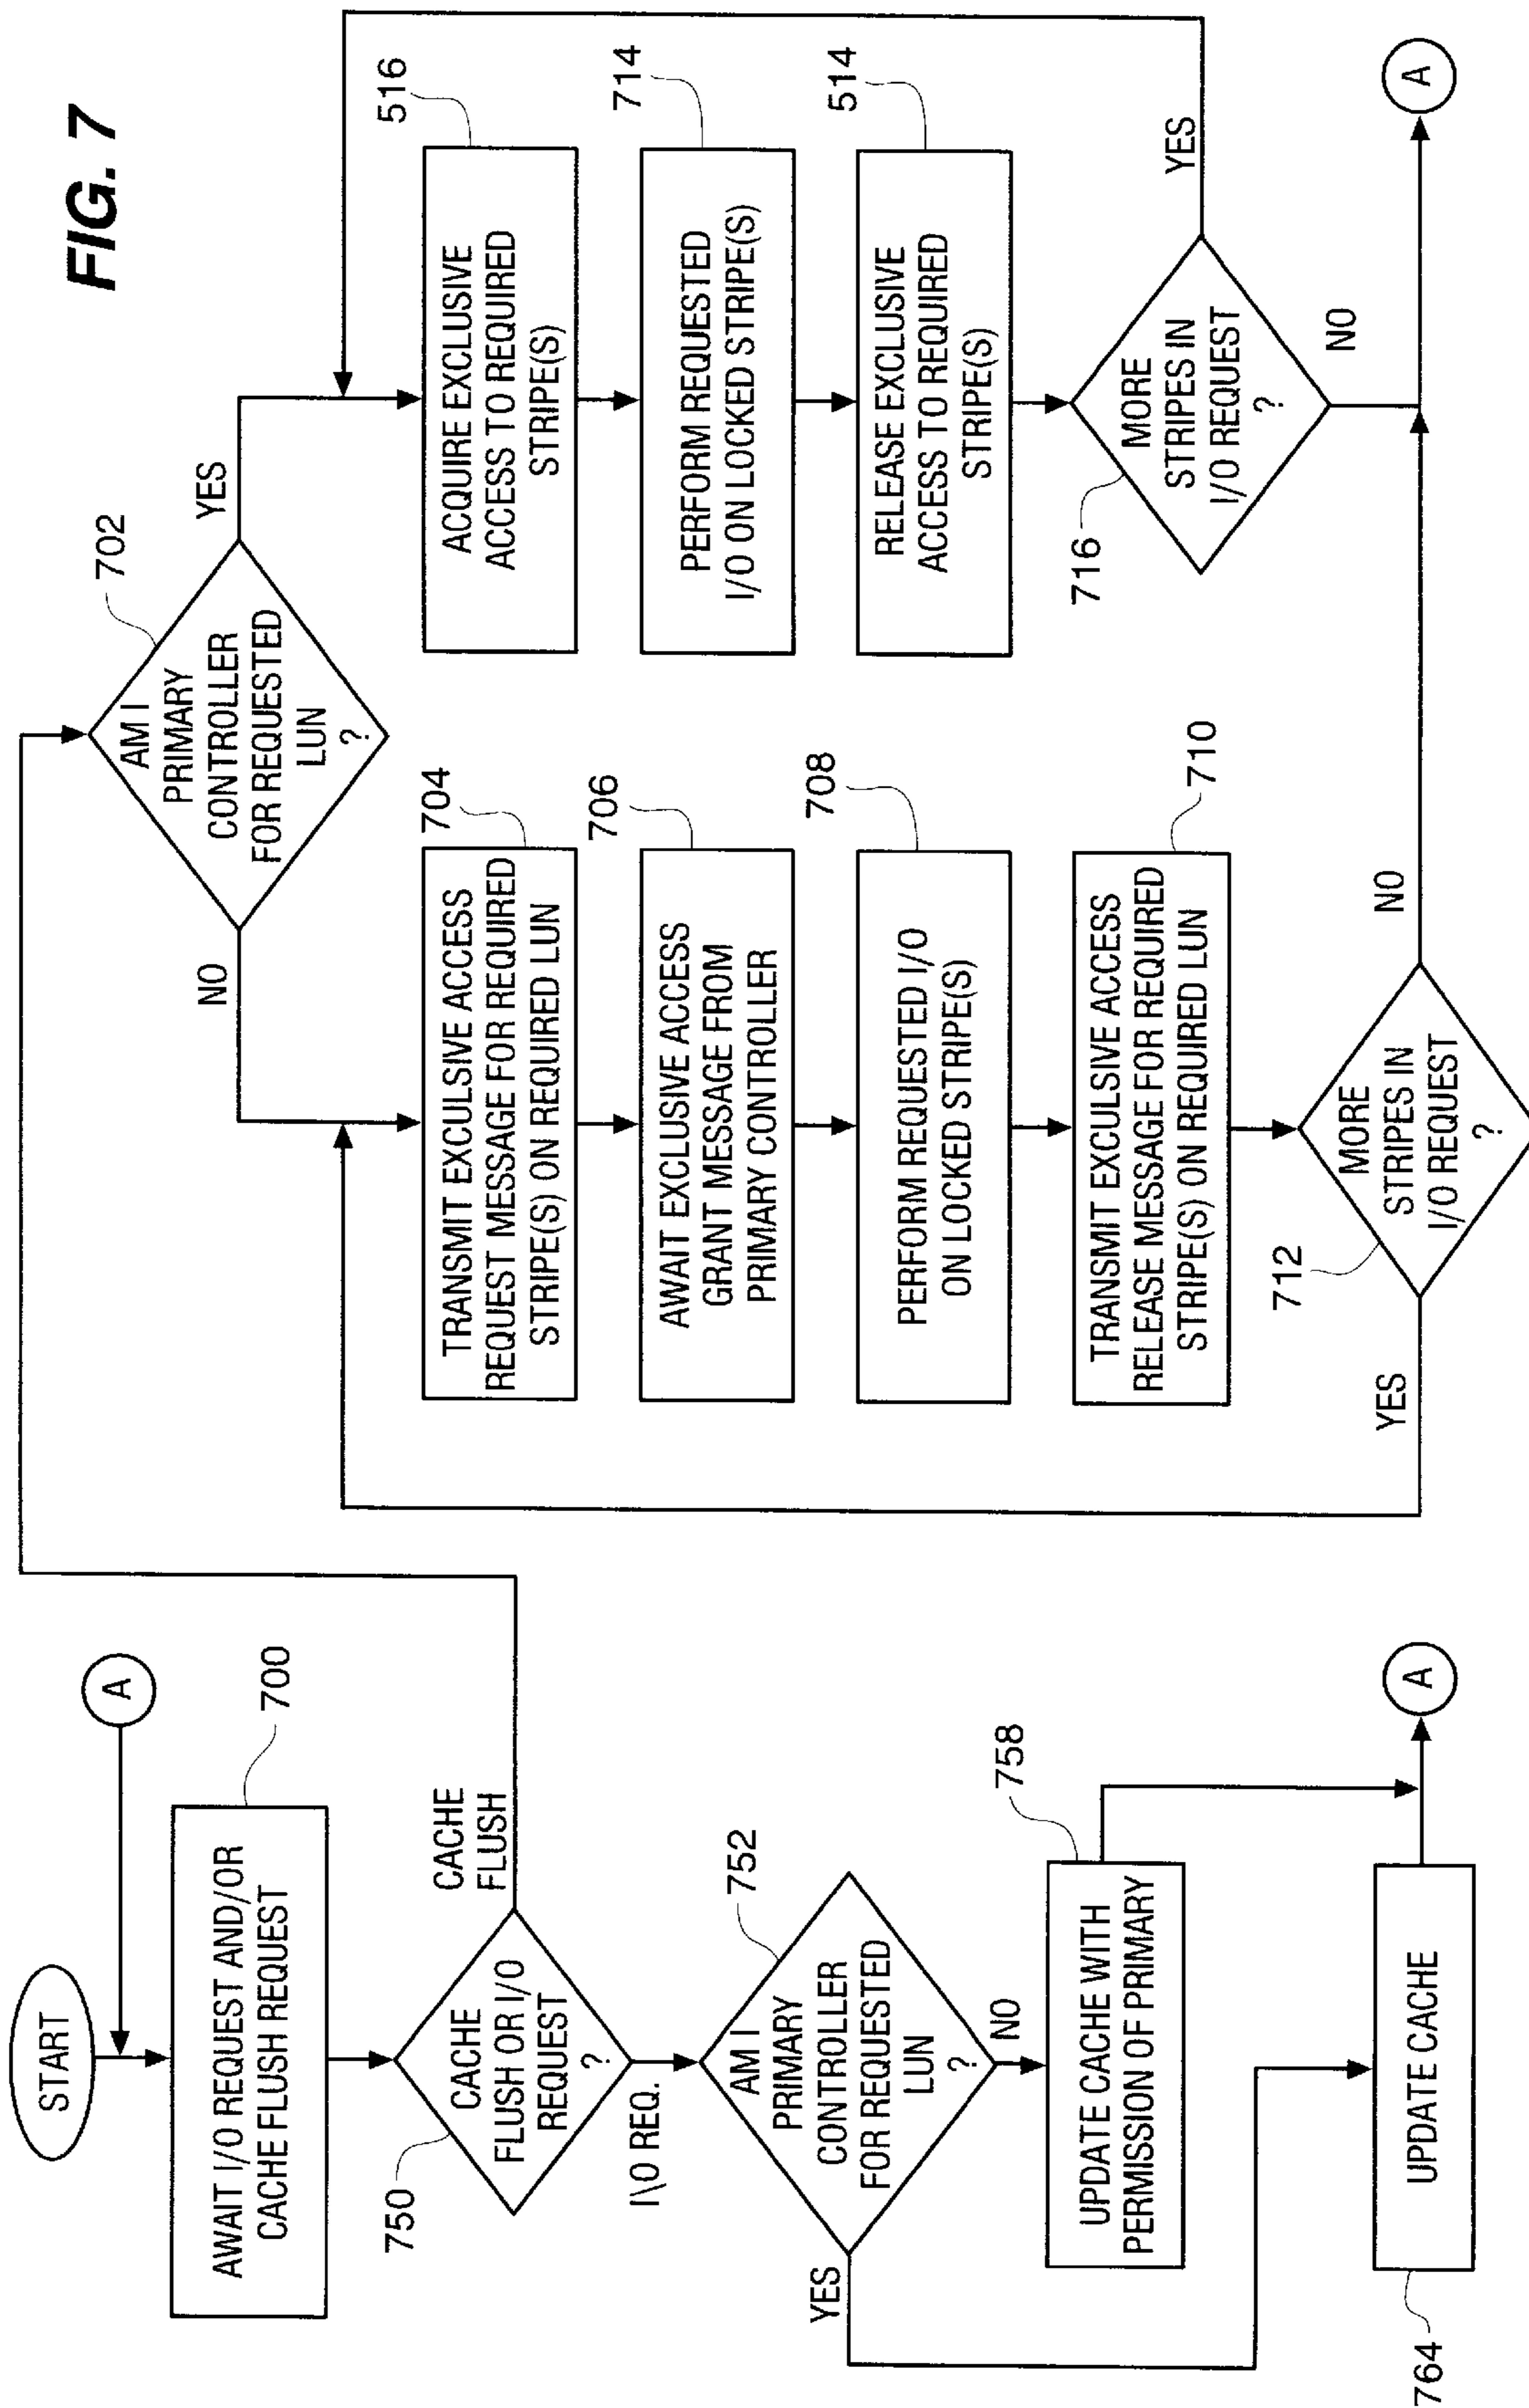 FIG. 7
START
A
AWAIT I/O REQUEST AND/OR
CACHE FLUSH REQUEST
700
CACHE
FLUSH OR I/O
REQUEST
?
750
CACHE
FLUSH
I\O REQ.
AM I
PRIMARY
CONTROLLER
FOR REQUESTED
LUN
?
752
NO
YES
UPDATE CACHE WITH
PERMISSION OF PRIMARY
758
UPDATE CACHE
764
A
AM I
PRIMARY
CONTROLLER
FOR REQUESTED
LUN
?
702
NO
YES
TRANSMIT EXCULSIVE ACCESS
REQUEST MESSAGE FOR REQUIRED
STRIPE(S) ON REQUIRED LUN
704
AWAIT EXCLUSIVE ACCESS
GRANT MESSAGE FROM
PRIMARY CONTROLLER
706
PERFORM REQUESTED I/O
ON LOCKED STRIPE(S)
708
TRANSMIT EXCULSIVE ACCESS
RELEASE MESSAGE FOR REQUIRED
STRIPE(S) ON REQUIRED LUN
710
MORE
STRIPES IN
I/O REQUEST
?
712
YES
NO
ACQUIRE EXCLUSIVE
ACCESS TO REQUIRED
STRIPE(S)
516
PERFORM REQUESTED
I/O ON LOCKED STRIPE(S)
714
RELEASE EXCLUSIVE
ACCESS TO REQUIRED
STRIPE(S)
514
MORE
STRIPES IN
I/O REQUEST
?
716
YES
NO
A